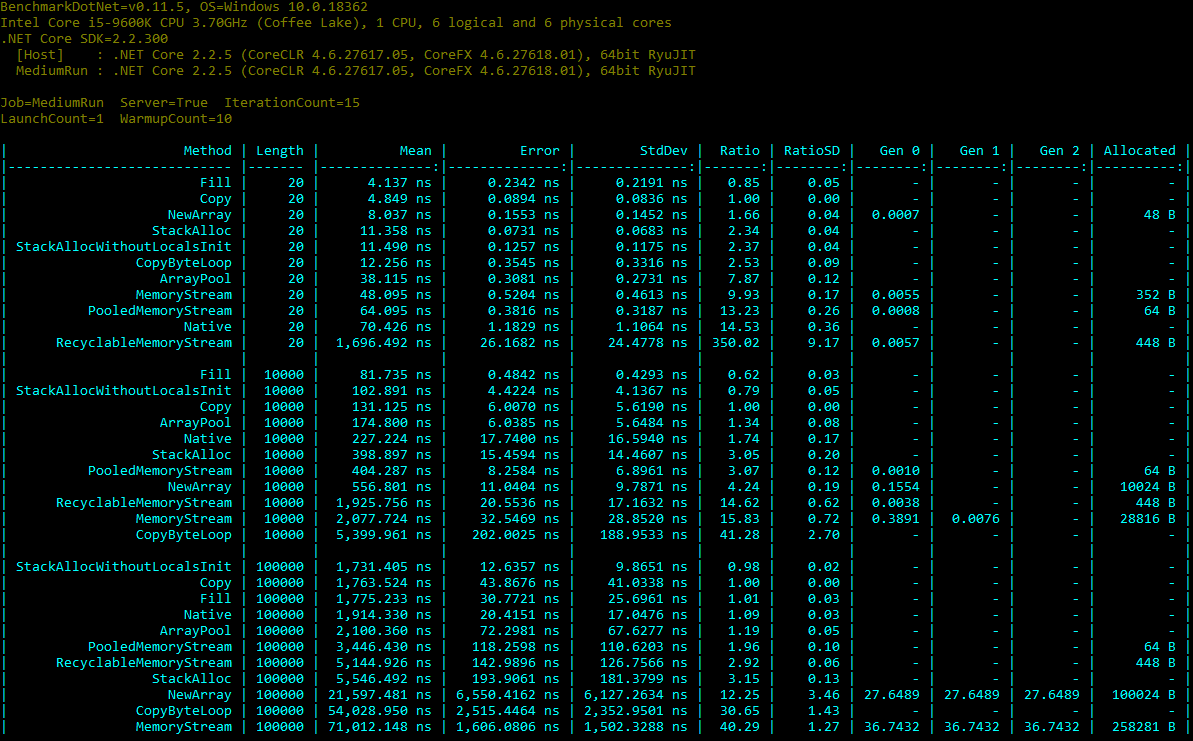 BenchmarkDotNet=v0.11.5, OS=Windows 10.0.18362
Intel Core i5-9600K CPU 3.70GHz (Coffee Lake), 1 CPU, 6 logical and 6 physical cores
.NET Core SDK=2.2.300
  [Host]    : .NET Core 2.2.5 (CoreCLR 4.6.27617.05, CoreFX 4.6.27618.01), 64bit RyuJIT
  MediumRun : .NET Core 2.2.5 (CoreCLR 4.6.27617.05, CoreFX 4.6.27618.01), 64bit RyuJIT
Job=MediumRun  Server=True  IterationCount=15
LaunchCount=1  WarmupCount=10
| Method | Length | Mean | Error | StdDev | Ratio | RatioSD | Gen 0 | Gen 1 | Gen 2 | Allocated |
|--------------------------- |------- |--------------:|--------------:|--------------:|-------:|--------:|--------:|--------:|--------:|----------:|
| Fill | 20 | 4.137 ns | 0.2342 ns | 0.2191 ns | 0.85 | 0.05 | - | - | - | - |
| Copy | 20 | 4.849 ns | 0.0894 ns | 0.0836 ns | 1.00 | 0.00 | - | - | - | - |
| NewArray | 20 | 8.037 ns | 0.1553 ns | 0.1452 ns | 1.66 | 0.04 | 0.0007 | - | - | 48 B |
| StackAlloc | 20 | 11.358 ns | 0.0731 ns | 0.0683 ns | 2.34 | 0.04 | - | - | - | - |
| StackAllocWithoutLocalsInit | 20 | 11.490 ns | 0.1257 ns | 0.1175 ns | 2.37 | 0.04 | - | - | - | - |
| CopyByteLoop | 20 | 12.256 ns | 0.3545 ns | 0.3316 ns | 2.53 | 0.09 | - | - | - | - |
| ArrayPool | 20 | 38.115 ns | 0.3081 ns | 0.2731 ns | 7.87 | 0.12 | - | - | - | - |
| MemoryStream | 20 | 48.095 ns | 0.5204 ns | 0.4613 ns | 9.93 | 0.17 | 0.0055 | - | - | 352 B |
| PooledMemoryStream | 20 | 64.095 ns | 0.3816 ns | 0.3187 ns | 13.23 | 0.26 | 0.0008 | - | - | 64 B |
| Native | 20 | 70.426 ns | 1.1829 ns | 1.1064 ns | 14.53 | 0.36 | - | - | - | - |
| RecyclableMemoryStream | 20 | 1,696.492 ns | 26.1682 ns | 24.4778 ns | 350.02 | 9.17 | 0.0057 | - | - | 448 B |
| | | | | | | | | | | |
| Fill | 10000 | 81.735 ns | 0.4842 ns | 0.4293 ns | 0.62 | 0.03 | - | - | - | - |
| StackAllocWithoutLocalsInit | 10000 | 102.891 ns | 4.4224 ns | 4.1367 ns | 0.79 | 0.05 | - | - | - | - |
| Copy | 10000 | 131.125 ns | 6.0070 ns | 5.6190 ns | 1.00 | 0.00 | - | - | - | - |
| ArrayPool | 10000 | 174.800 ns | 6.0385 ns | 5.6484 ns | 1.34 | 0.08 | - | - | - | - |
| Native | 10000 | 227.224 ns | 17.7400 ns | 16.5940 ns | 1.74 | 0.17 | - | - | - | - |
| StackAlloc | 10000 | 398.897 ns | 15.4594 ns | 14.4607 ns | 3.05 | 0.20 | - | - | - | - |
| PooledMemoryStream | 10000 | 404.287 ns | 8.2584 ns | 6.8961 ns | 3.07 | 0.12 | 0.0010 | - | - | 64 B |
| NewArray | 10000 | 556.801 ns | 11.0404 ns | 9.7871 ns | 4.24 | 0.19 | 0.1554 | - | - | 10024 B |
| RecyclableMemoryStream | 10000 | 1,925.756 ns | 20.5536 ns | 17.1632 ns | 14.62 | 0.62 | 0.0038 | - | - | 448 B |
| MemoryStream | 10000 | 2,077.724 ns | 32.5469 ns | 28.8520 ns | 15.83 | 0.72 | 0.3891 | 0.0076 | - | 28816 B |
| CopyByteLoop | 10000 | 5,399.961 ns | 202.0025 ns | 188.9533 ns | 41.28 | 2.70 | - | - | - | - |
| | | | | | | | | | | |
| StackAllocWithoutLocalsInit | 100000 | 1,731.405 ns | 12.6357 ns | 9.8651 ns | 0.98 | 0.02 | - | - | - | - |
| Copy | 100000 | 1,763.524 ns | 43.8676 ns | 41.0338 ns | 1.00 | 0.00 | - | - | - | - |
| Fill | 100000 | 1,775.233 ns | 30.7721 ns | 25.6961 ns | 1.01 | 0.03 | - | - | - | - |
| Native | 100000 | 1,914.330 ns | 20.4151 ns | 17.0476 ns | 1.09 | 0.03 | - | - | - | - |
| ArrayPool | 100000 | 2,100.360 ns | 72.2981 ns | 67.6277 ns | 1.19 | 0.05 | - | - | - | - |
| PooledMemoryStream | 100000 | 3,446.430 ns | 118.2598 ns | 110.6203 ns | 1.96 | 0.10 | - | - | - | 64 B |
| RecyclableMemoryStream | 100000 | 5,144.926 ns | 142.9896 ns | 126.7566 ns | 2.92 | 0.06 | - | - | - | 448 B |
| StackAlloc | 100000 | 5,546.492 ns | 193.9061 ns | 181.3799 ns | 3.15 | 0.13 | - | - | - | - |
| NewArray | 100000 | 21,597.481 ns | 6,550.4162 ns | 6,127.2634 ns | 12.25 | 3.46 | 27.6489 | 27.6489 | 27.6489 | 100024 B |
| CopyByteLoop | 100000 | 54,028.950 ns | 2,515.4464 ns | 2,352.9501 ns | 30.65 | 1.43 | - | - | - | - |
| MemoryStream | 100000 | 71,012.148 ns | 1,606.0806 ns | 1,502.3288 ns | 40.29 | 1.27 | 36.7432 | 36.7432 | 36.7432 | 258281 B |